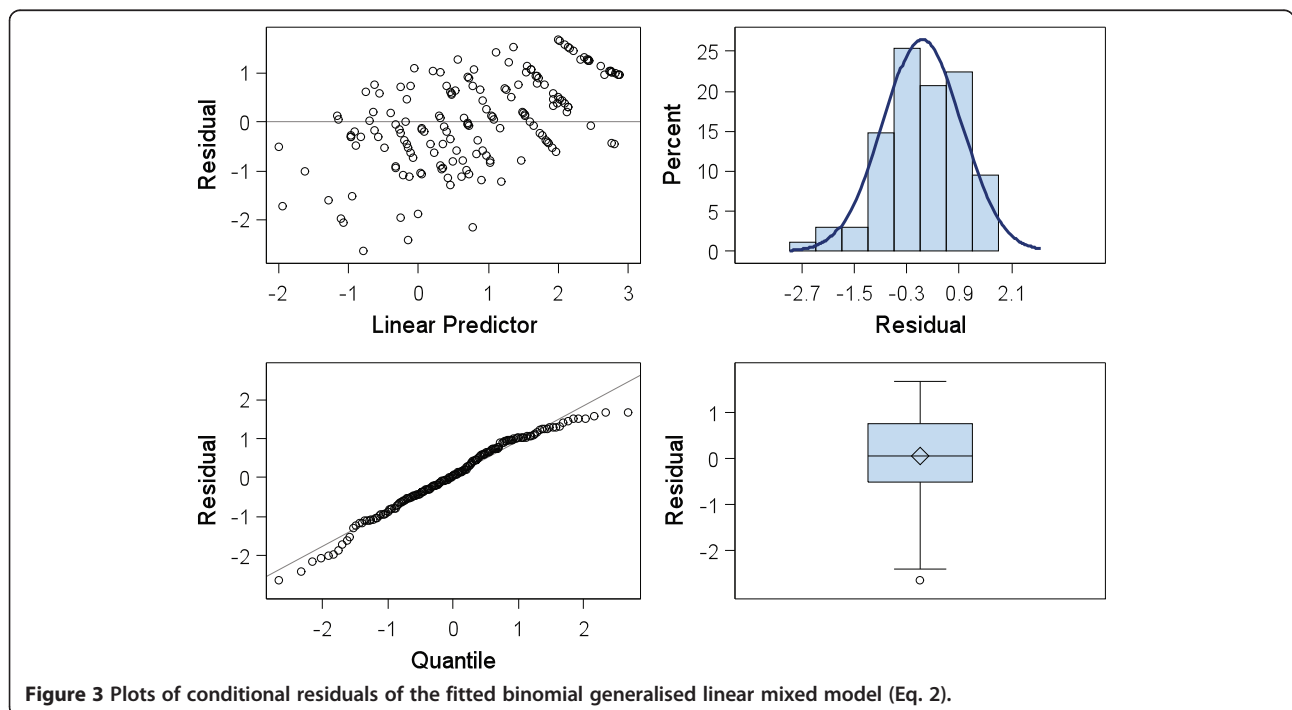 Residual
1
0
-1
-2
-2 -1 0 1 2 3
Linear Predictor
Percent
25
20
15
10
5
0
-2.7 -1.5 -0.3 0.9 2.1
Residual
Residual
2
1
0
-1
-2
-2 -1 0 1 2
Quantile
Residual
1
0
-1
-2
Figure 3 Plots of conditional residuals of the fitted binomial generalised linear mixed model (Eq. 2).